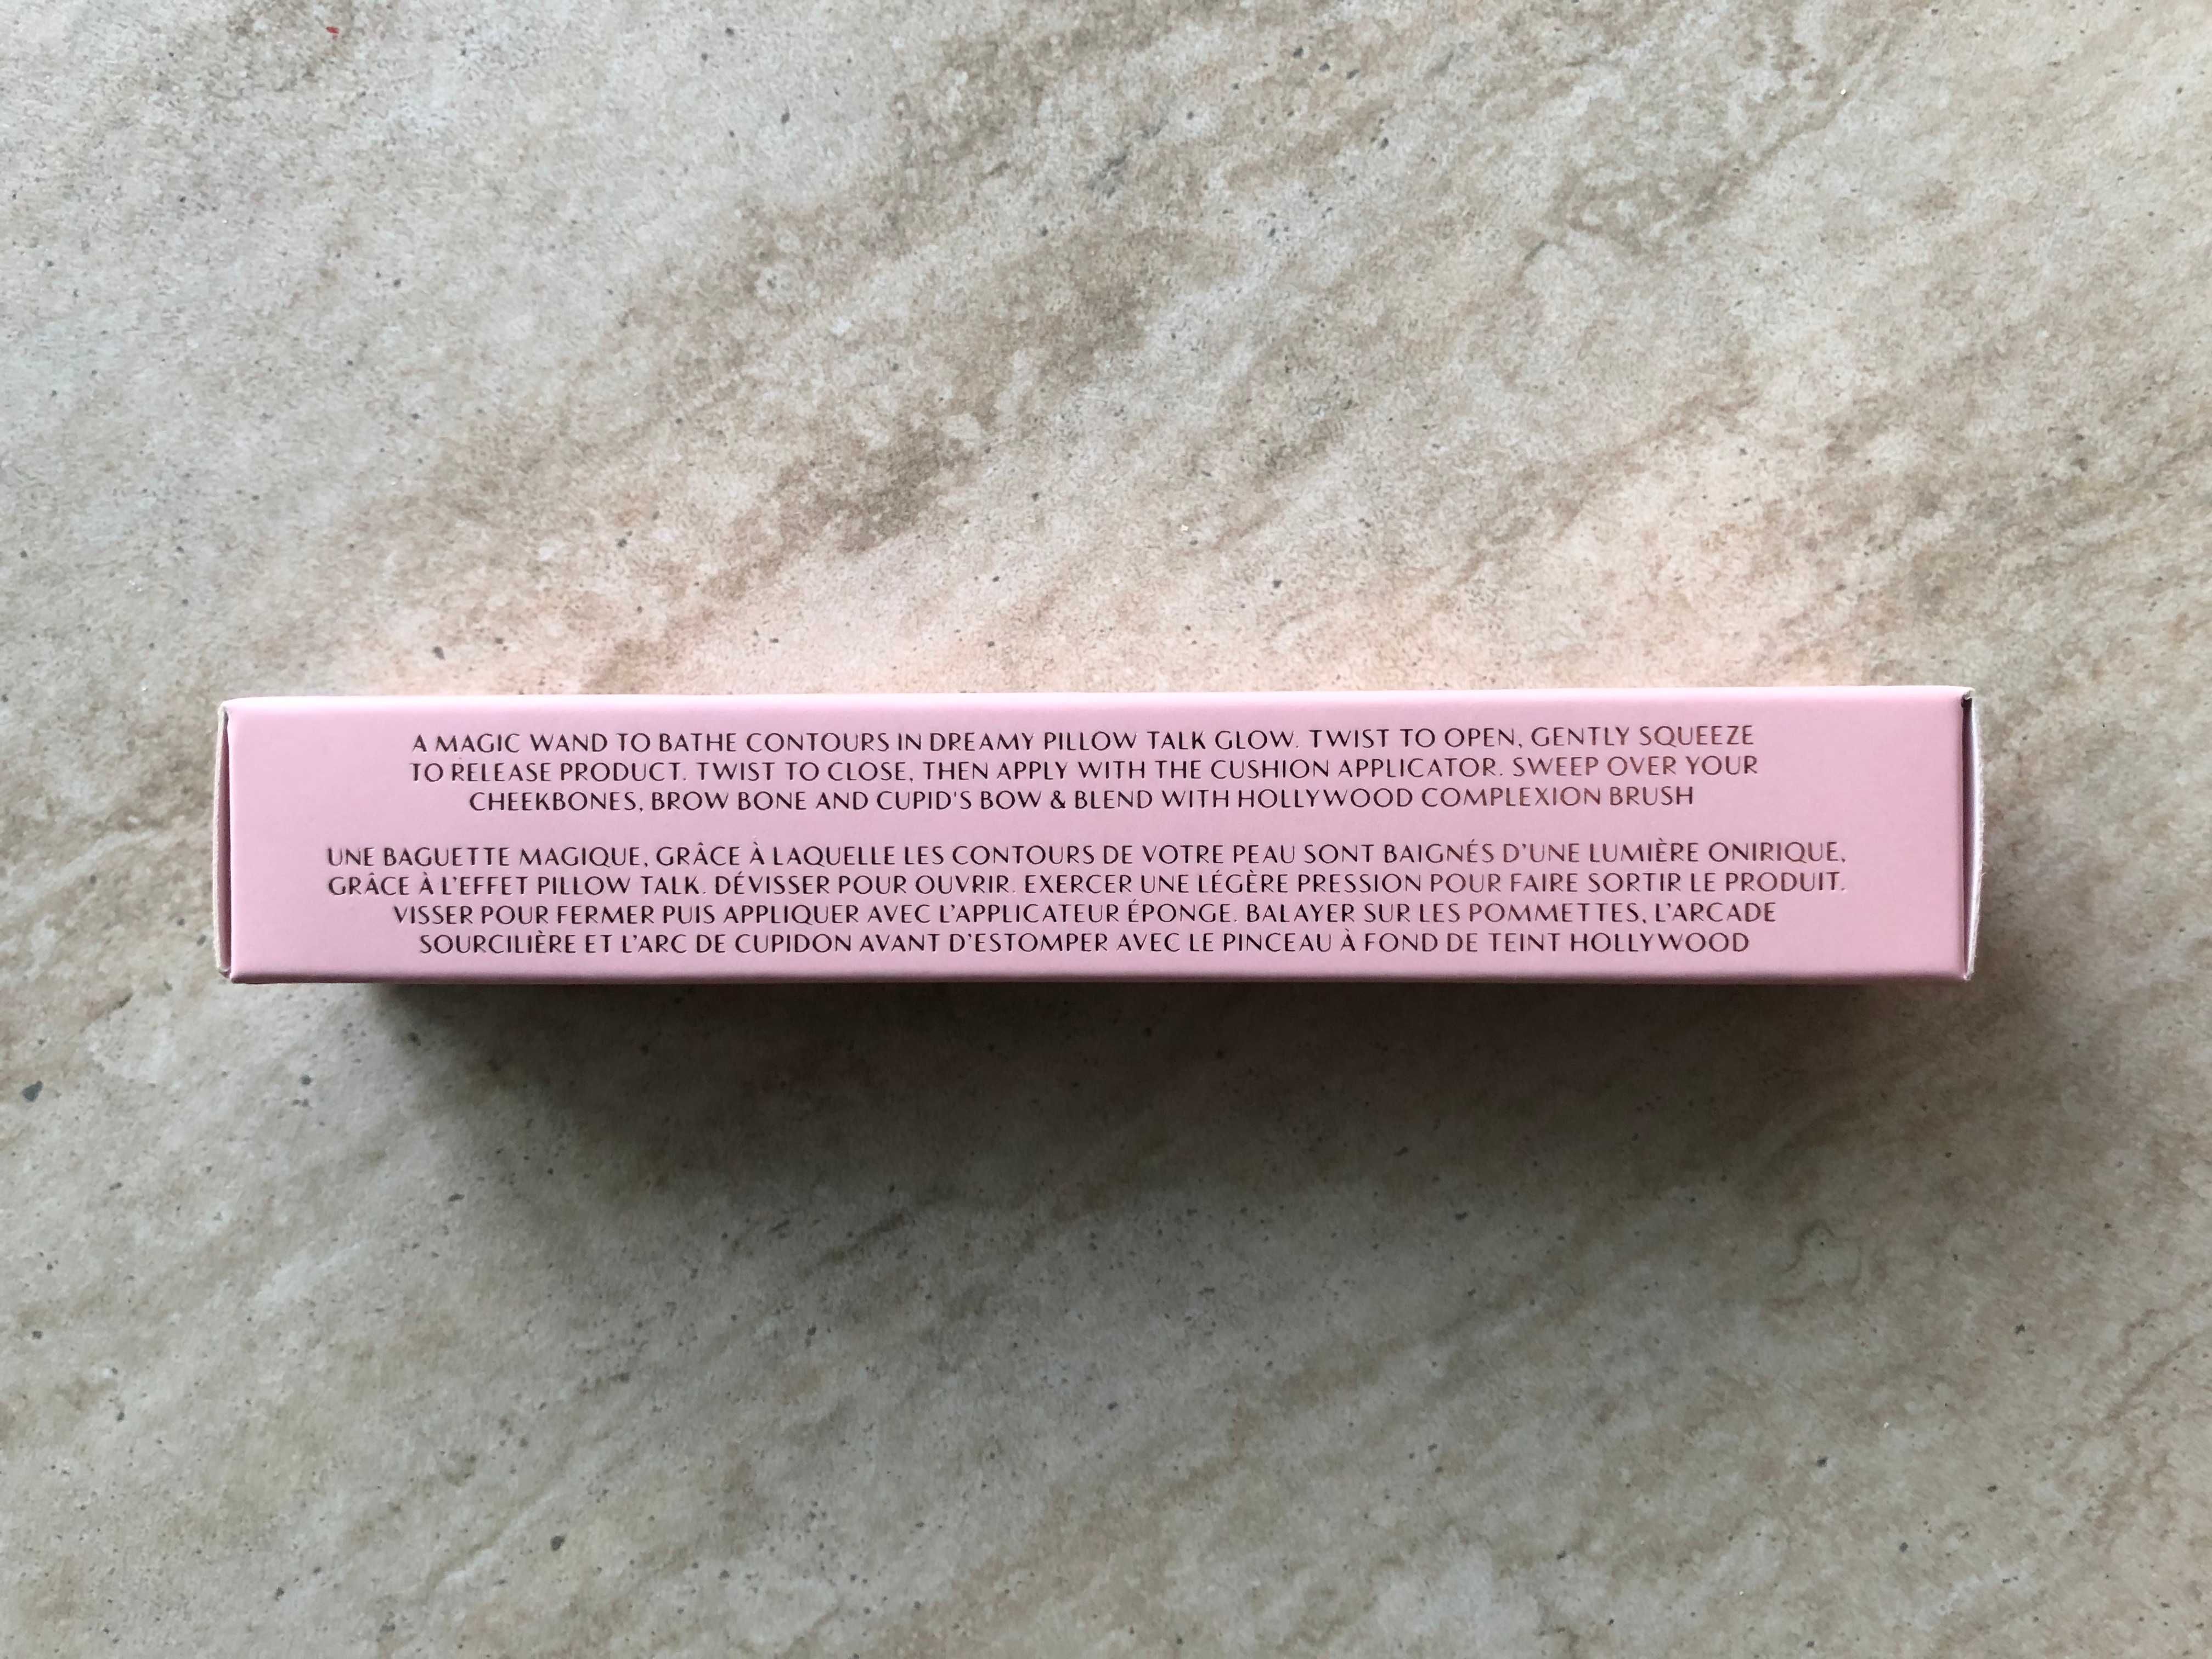 A MAGIC WAND TO BATHE CONTOURS IN DREAMY PILLOW TALK GLOW. TWIST TO OPEN, GENTLY SQUEEZE
TO RELEASE PRODUCT. TWIST TO CLOSE, THEN APPLY WITH THE CUSHION APPLICATOR. SWEEP OVER YOUR
CHEEKBONES, BROW BONE AND CUPID'S BOW & BLEND WITH HOLLYWOOD COMPLEXION BRUSH
UNE BAGUETTE MAGIQUE, GRÂCE À LAQUELLE LES CONTOURS DE VOTRE PEAU SONT BAIGNÉS D'UNE LUMIÈRE ONIRIQUE,
GRÂCE À L'EFFET PILLOW TALK. DÉVISSER POUR OUVRIR. EXERCER UNE LÉGÈRE PRESSION POUR FAIRE SORTIR LE PRODUIT.
VISSER POUR FERMER PUIS APPLIQUER AVEC L'APPLICATEUR ÉPONGE. BALAYER SUR LES POMMETTES, L'ARCADE
SOURCILIÈRE ET L'ARC DE CUPIDON AVANT D'ESTOMPER AVEC LE PINCEAU À FOND DE TEINT HOLLYWOOD